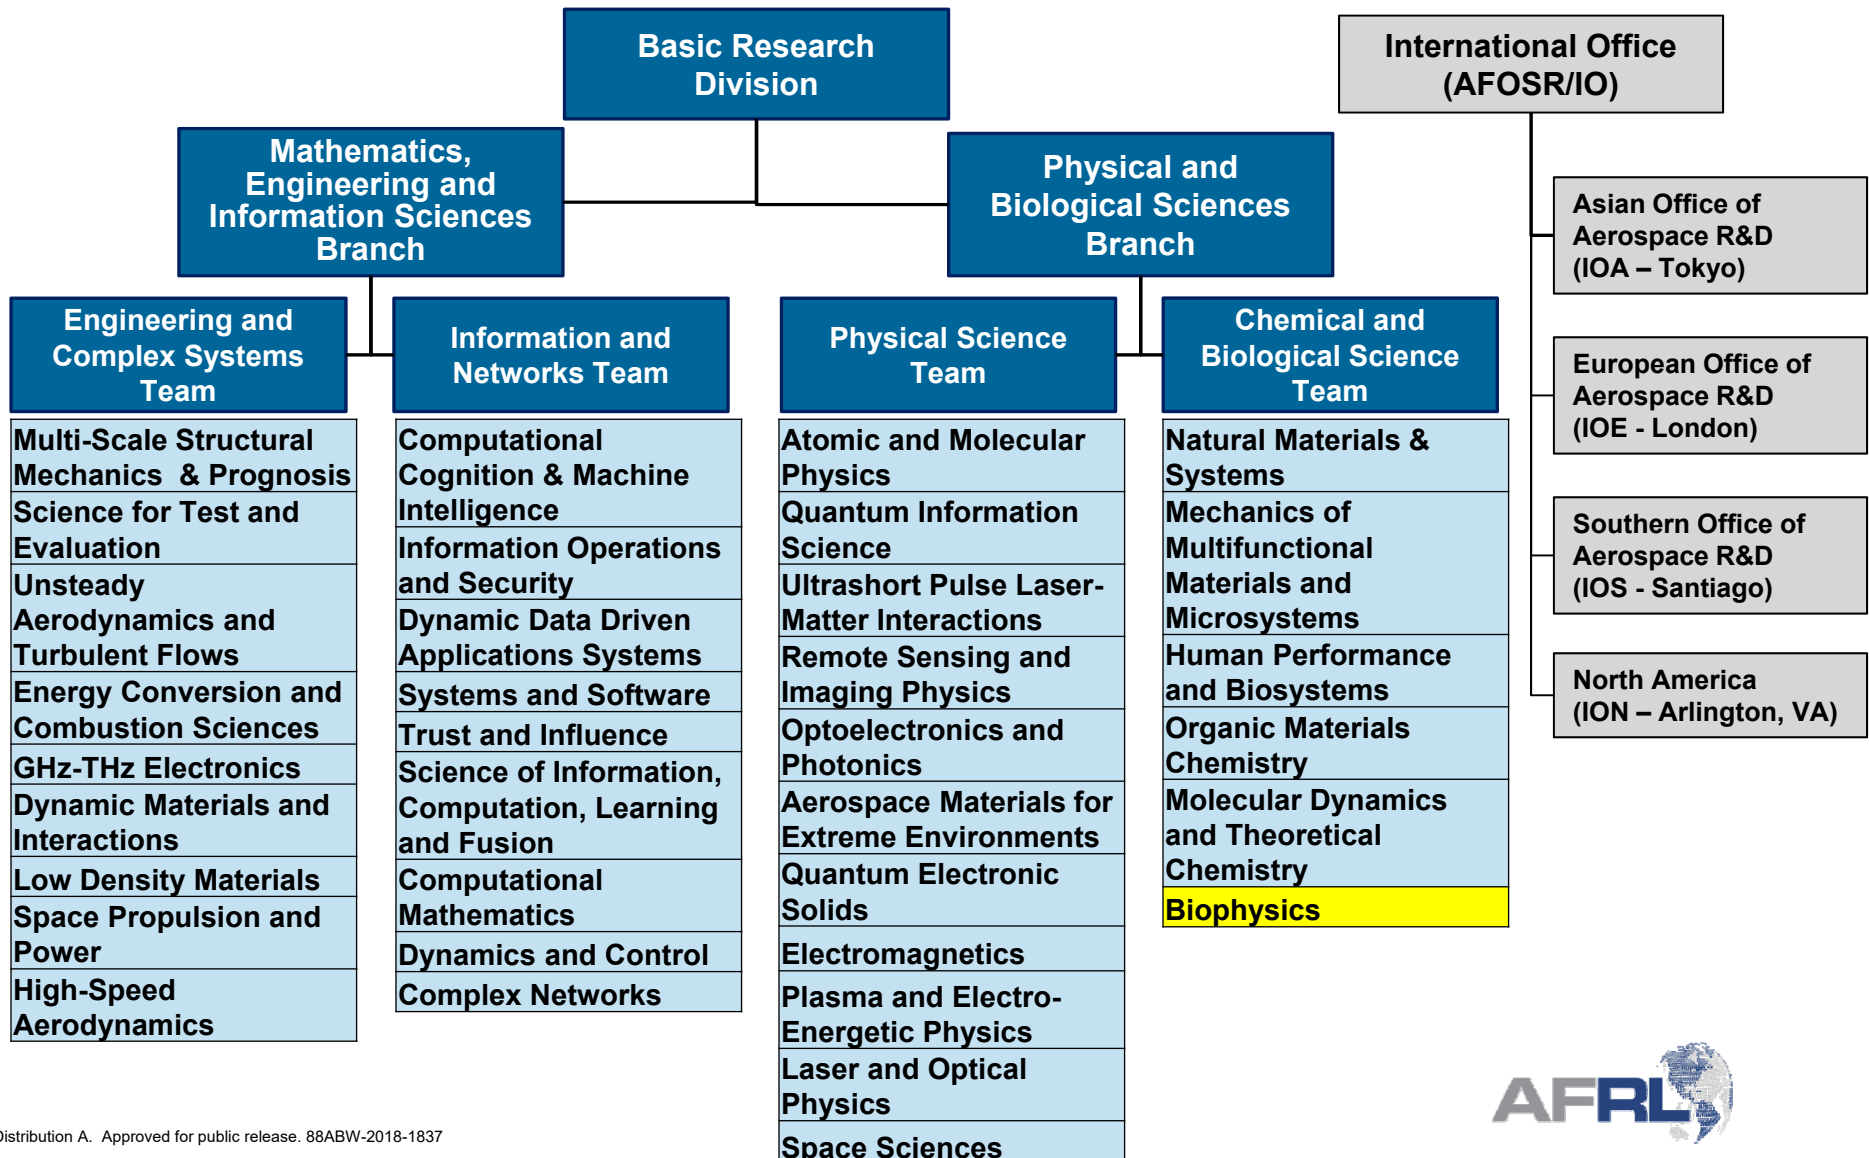 Basic Research
Division
International Office
(AFOSR/IO)
Mathematics,
Engineering and
Information Sciences
Branch
Physical and
Biological Sciences
Branch
Asian Office of
Aerospace R&D
(IOA – Tokyo)
European Office of
Aerospace R&D
(IOE - London)
Southern Office of
Aerospace R&D
(IOS - Santiago)
North America
(ION – Arlington, VA)
Engineering and
Complex Systems
Team
Multi-Scale Structural
Mechanics & Prognosis
Science for Test and
Evaluation
Unsteady
Aerodynamics and
Turbulent Flows
Energy Conversion and
Combustion Sciences
GHz-THz Electronics
Dynamic Materials and
Interactions
Low Density Materials
Space Propulsion and
Power
High-Speed
Aerodynamics
Information and
Networks Team
Computational
Cognition & Machine
Intelligence
Information Operations
and Security
Dynamic Data Driven
Applications Systems
Systems and Software
Trust and Influence
Science of Information,
Computation, Learning
and Fusion
Computational
Mathematics
Dynamics and Control
Complex Networks
Physical Science
Team
Atomic and Molecular
Physics
Quantum Information
Science
Ultrashort Pulse Laser-
Matter Interactions
Remote Sensing and
Imaging Physics
Optoelectronics and
Photonics
Aerospace Materials for
Extreme Environments
Quantum Electronic
Solids
Electromagnetics
Plasma and Electro-
Energetic Physics
Laser and Optical
Physics
Space Sciences
Chemical and
Biological Science
Team
Natural Materials &
Systems
Mechanics of
Multifunctional
Materials and
Microsystems
Human Performance
and Biosystems
Organic Materials
Chemistry
Molecular Dynamics
and Theoretical
Chemistry
Biophysics
AFRL
Distribution A. Approved for public release. 88ABW-2018-1837